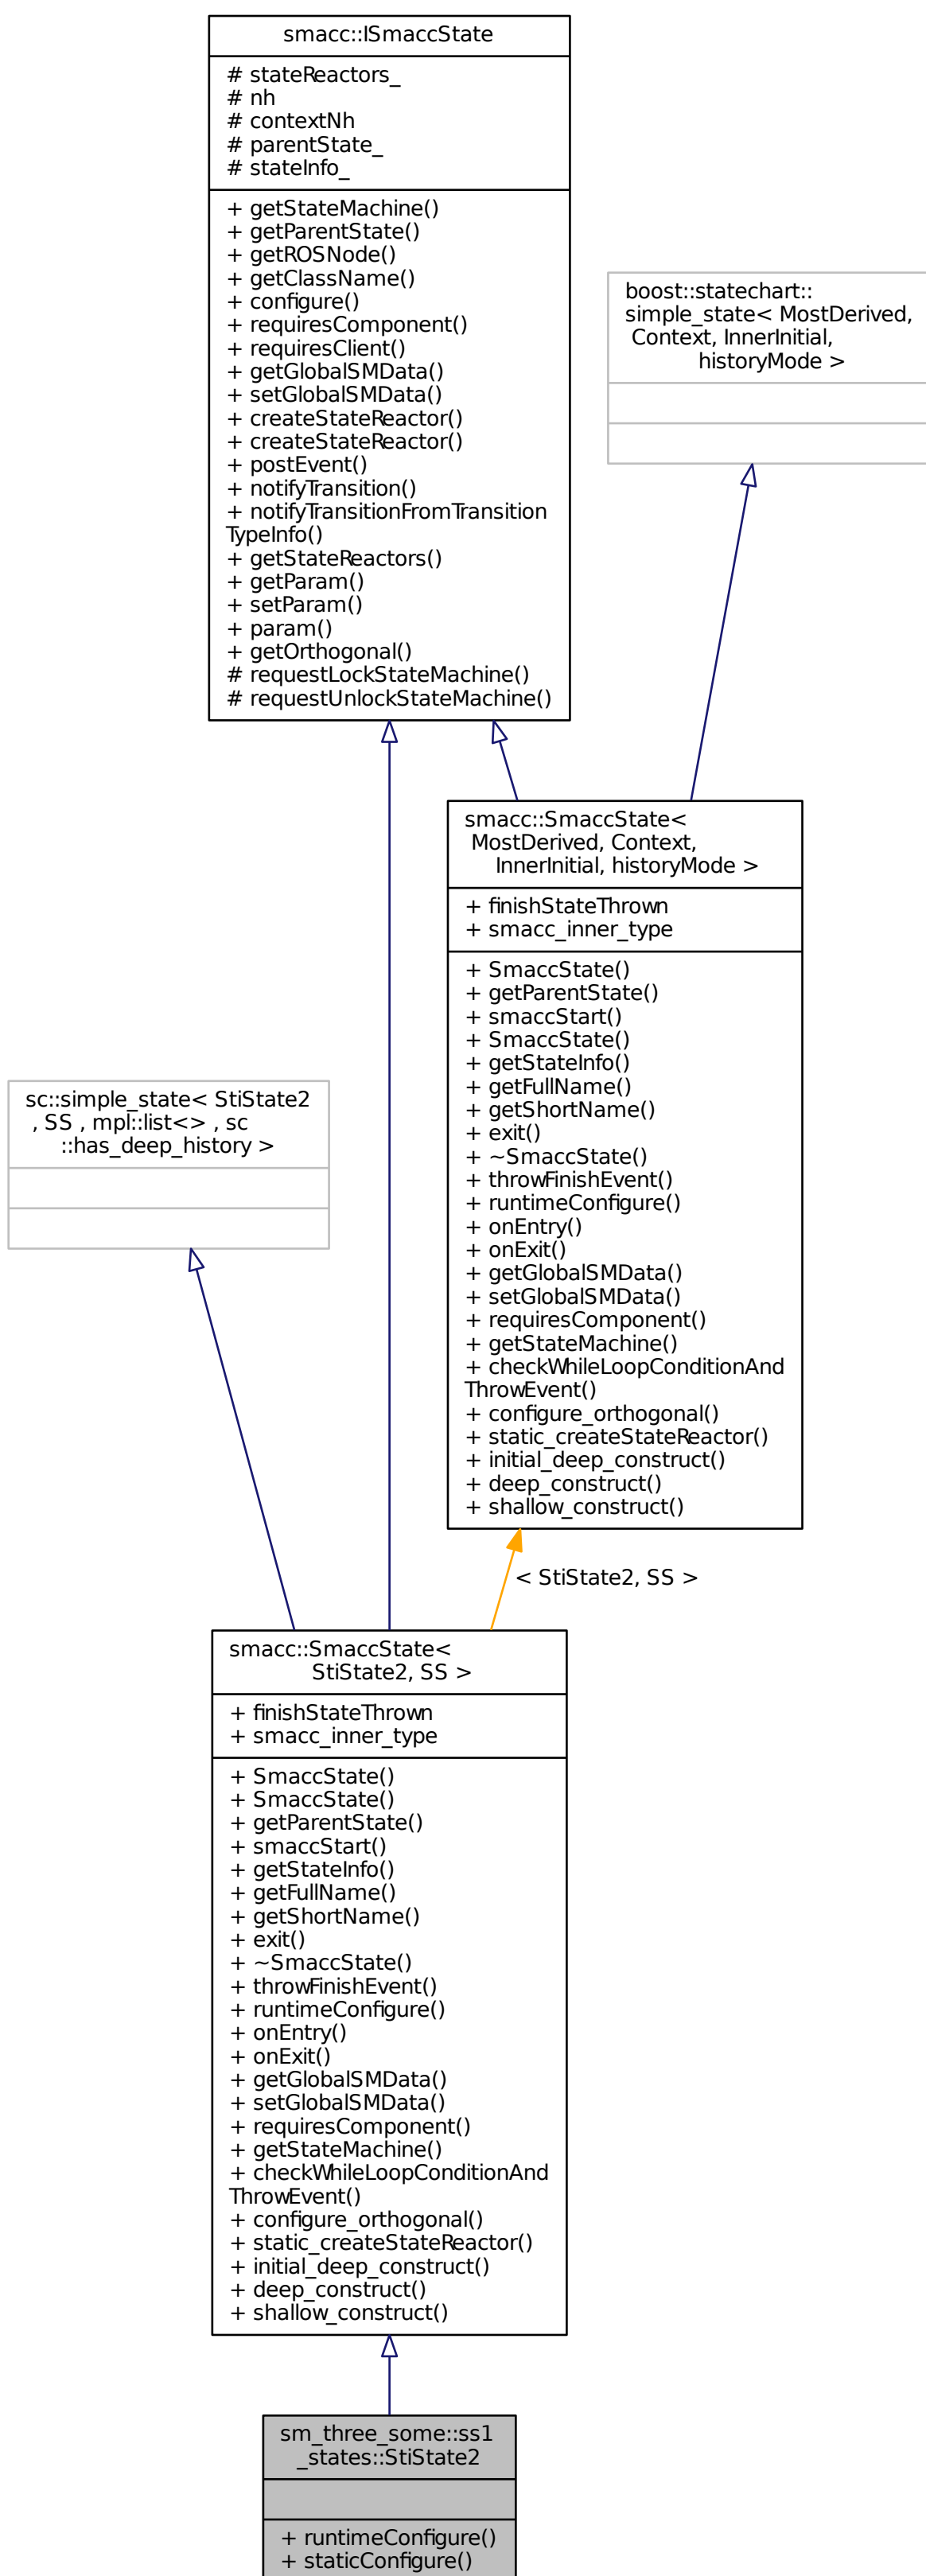 smacc::ISmaccState
# stateReactors_
# nh
# contextNh
# parentState_
# stateInfo_
+ getStateMachine()
+ getParentState()
+ getROSNode()
+ getClassName()
+ configure()
+ requiresComponent()
+ requiresClient()
+ getGlobalSMData()
+ setGlobalSMData()
+ createStateReactor()
+ createStateReactor()
+ postEvent()
+ notifyTransition()
+ notifyTransitionFromTransition
TypeInfo()
+ getStateReactors()
+ getParam()
+ setParam()
+ param()
+ getOrthogonal()
# requestLockStateMachine()
# requestUnlockStateMachine()
boost::statechart::
simple_state< MostDerived,
Context, InnerInitial,
historyMode >
smacc::SmaccState<
MostDerived, Context,
InnerInitial, historyMode >
+ finishStateThrown
+ smacc_inner_type
+ SmaccState()
+ getParentState()
+ smaccStart()
+ SmaccState()
+ getStateInfo()
+ getFullName()
+ getShortName()
+ exit()
+ ~SmaccState()
+ throwFinishEvent()
+ runtimeConfigure()
+ onEntry()
+ onExit()
+ getGlobalSMData()
+ setGlobalSMData()
+ requiresComponent()
+ getStateMachine()
+ checkWhileLoopConditionAnd
ThrowEvent()
+ configure_orthogonal()
+ static_createStateReactor()
+ initial_deep_construct()
+ deep_construct()
+ shallow_construct()
sc::simple_state< StiState2
, SS , mpl::list<> , sc
::has_deep_history >
< StiState2, SS >
smacc::SmaccState<
StiState2, SS >
+ finishStateThrown
+ smacc_inner_type
+ SmaccState()
+ SmaccState()
+ getParentState()
+ smaccStart()
+ getStateInfo()
+ getFullName()
+ getShortName()
+ exit()
+ ~SmaccState()
+ throwFinishEvent()
+ runtimeConfigure()
+ onEntry()
+ onExit()
+ getGlobalSMData()
+ setGlobalSMData()
+ requiresComponent()
+ getStateMachine()
+ checkWhileLoopConditionAnd
ThrowEvent()
+ configure_orthogonal()
+ static_createStateReactor()
+ initial_deep_construct()
+ deep_construct()
+ shallow_construct()
sm_three_some::ss1
_states::StiState2
+ runtimeConfigure()
+ staticConfigure()